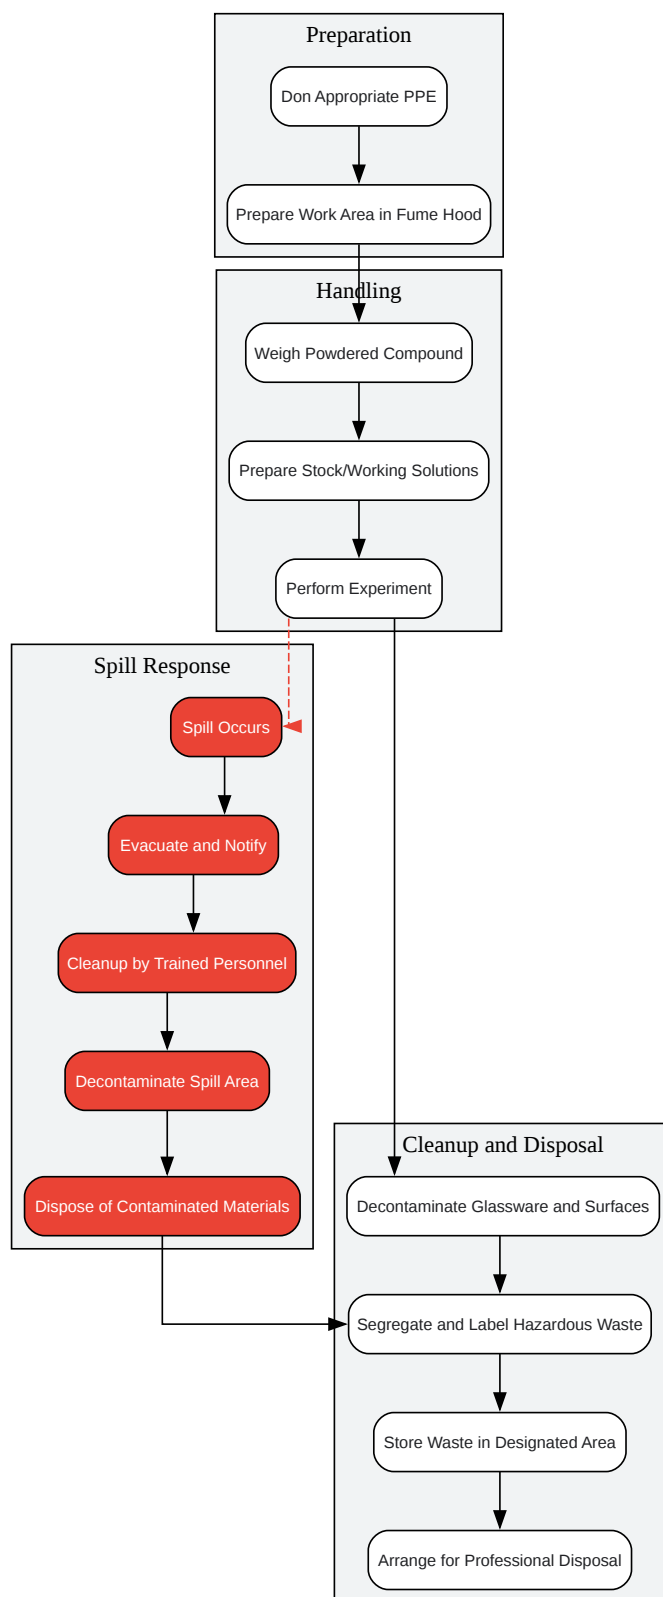 Preparation
Don Appropriate PPE
Prepare Work Area in Fume Hood
Handling
Weigh Powdered Compound
Prepare Stock/Working Solutions
Perform Experiment
Spill Response
Spill Occurs
Evacuate and Notify
Cleanup by Trained Personnel
Decontaminate Spill Area
Dispose of Contaminated Materials
Cleanup and Disposal
Decontaminate Glassware and Surfaces
Segregate and Label Hazardous Waste
Store Waste in Designated Area
Arrange for Professional Disposal